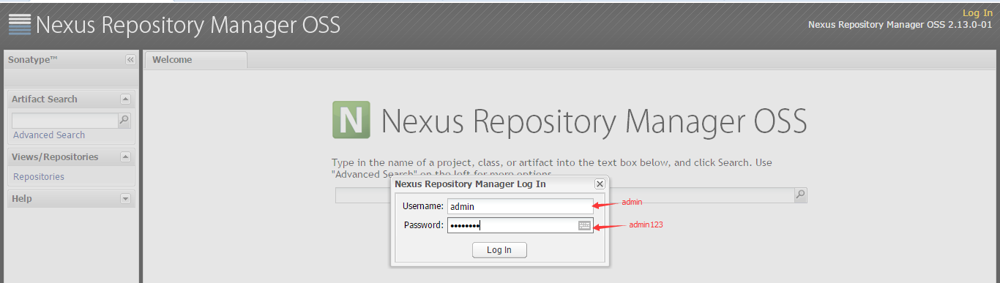 Nexus Repository Manager OSS
Log In
Nexus Repository Manager OSS 2.13.0-01
Sonatype™
Welcome
Artifact Search
Advanced Search
Views/Repositories
Repositories
Help
N Nexus Repository Manager OSS
Type in the name of a project, class, or artifact into the text box below, and click Search. Use
"Advanced Search" on the left for more options.
Nexus Repository Manager Log In
Username: admin
admin
Password: ••••••••
admin123
Log In